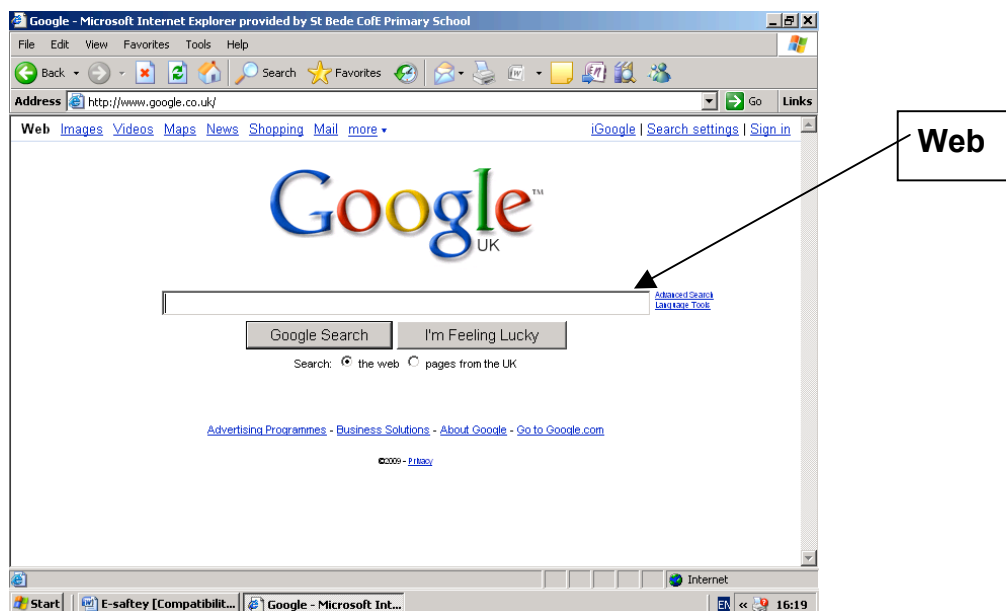 Google - Microsoft Internet Explorer provided by St Bede CofE Primary School
File Edit View Favorites Tools Help
Back Search Favorites
Address http://www.google.co.uk/ Go Links
Web Images Videos Maps News Shopping Mail more iGoogle | Search settings | Sign in
Web
Google™
UK
Advanced Search
Language Tools
Google Search I'm Feeling Lucky
Search: the web pages from the UK
Advertising Programmes - Business Solutions - About Google - Go to Google.com
©2009 - Privacy
Internet
Start E-saftey [Compatibilit... Google - Microsoft Int... EN « 16:19